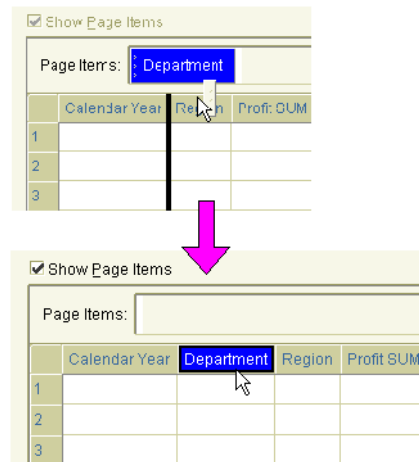 Show Page Items
Page Items: Department
Calendar Year Region Profit SUM
1
2
3
Show Page Items
Page Items:
Calendar Year Department Region Profit SUM
1
2
3